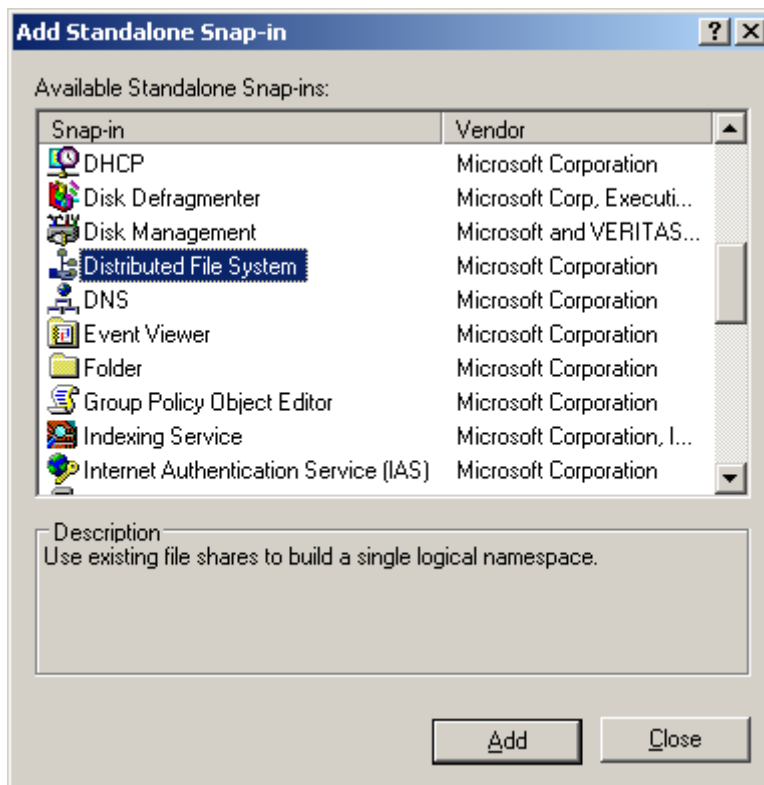 Add Standalone Snap-in
Available Standalone Snap-ins:
Snap-in Vendor
DHCP Microsoft Corporation
Disk Defragmenter Microsoft Corp, Executi...
Disk Management Microsoft and VERITAS...
Distributed File System Microsoft Corporation
DNS Microsoft Corporation
Event Viewer Microsoft Corporation
Folder Microsoft Corporation
Group Policy Object Editor Microsoft Corporation
Indexing Service Microsoft Corporation, I...
Internet Authentication Service (IAS) Microsoft Corporation
Description
Use existing file shares to build a single logical namespace.
Add Close